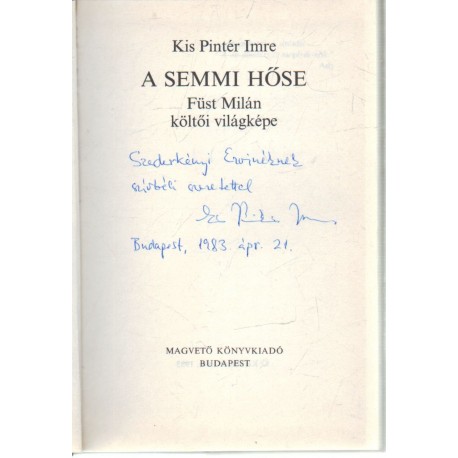 Kis Pintér Imre
A SEMMI HŐSE
Füst Milán
költői világképe
Szederkényi Ervinéknek
szívbéli szeretettel
Budapest, 1983 ápr. 21.
MAGVETŐ KÖNYVKIADÓ
BUDAPEST